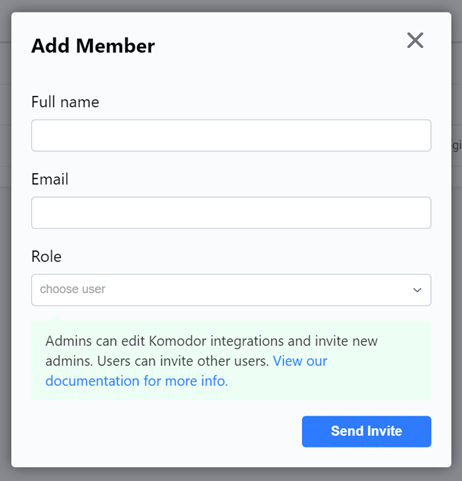 Add Member
Full name
Email
Role
choose user
Admins can edit Komodor integrations and invite new
admins. Users can invite other users. View our
documentation for more info.
Send Invite